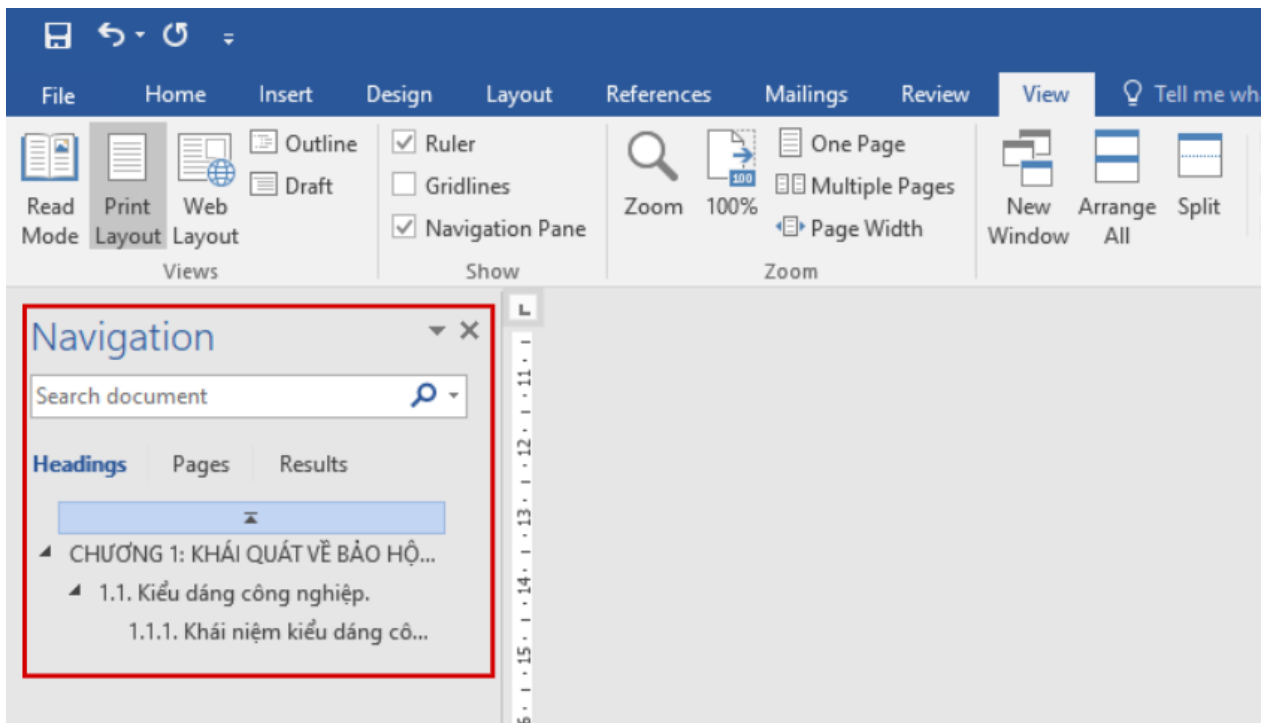 File Home Insert Design Layout References Mailings Review View Tell me wh
Read Mode
Print Layout
Web Layout
Outline
Draft
Views
Ruler
Gridlines
Navigation Pane
Show
Zoom
100
100%
One Page
Multiple Pages
Page Width
Zoom
New Window
Arrange All
Split
Navigation
Search document
Headings Pages Results
CHƯƠNG 1: KHÁI QUÁT VỀ BẢO HỘ...
1.1. Kiểu dáng công nghiệp.
1.1.1. Khái niệm kiểu dáng cô...
L
11
12
13
14
15